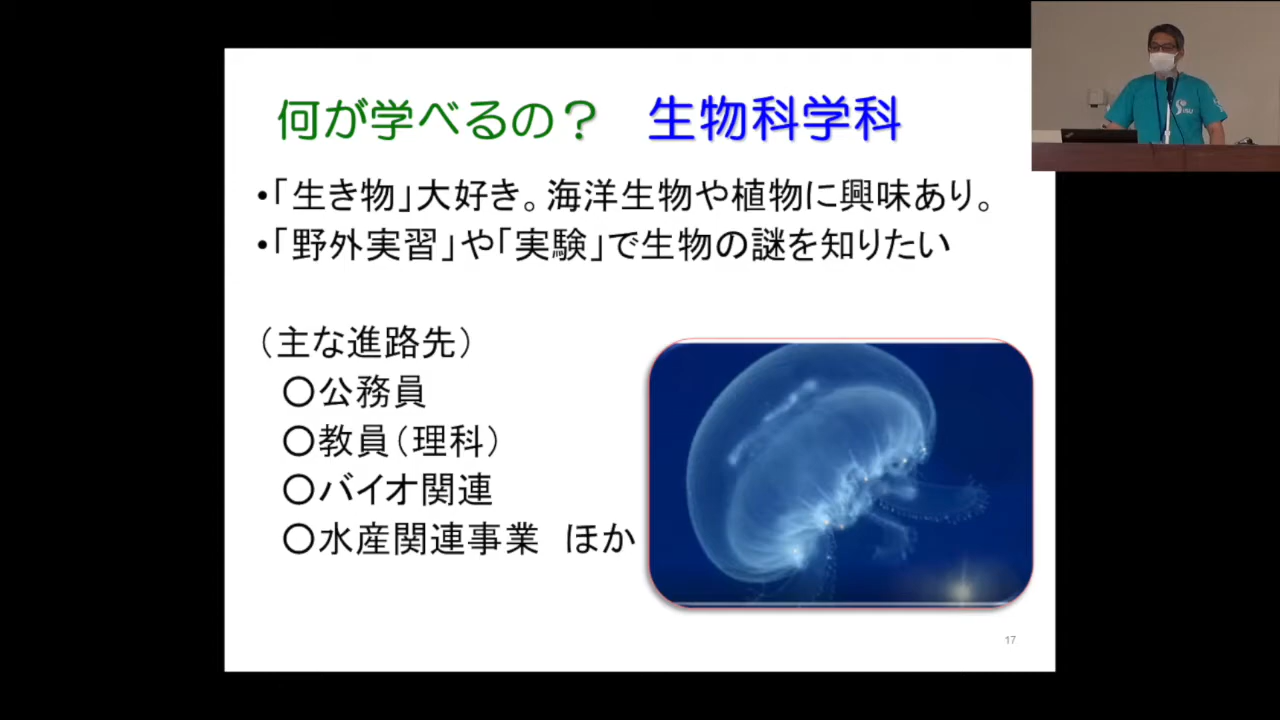 何が学べるの？　生物科学科
•「生き物」大好き。海洋生物や植物に興味あり。
•「野外実習」や「実験」で生物の謎を知りたい
（主な進路先）
○公務員
○教員（理科）
○バイオ関連
○水産関連事業　ほか
17